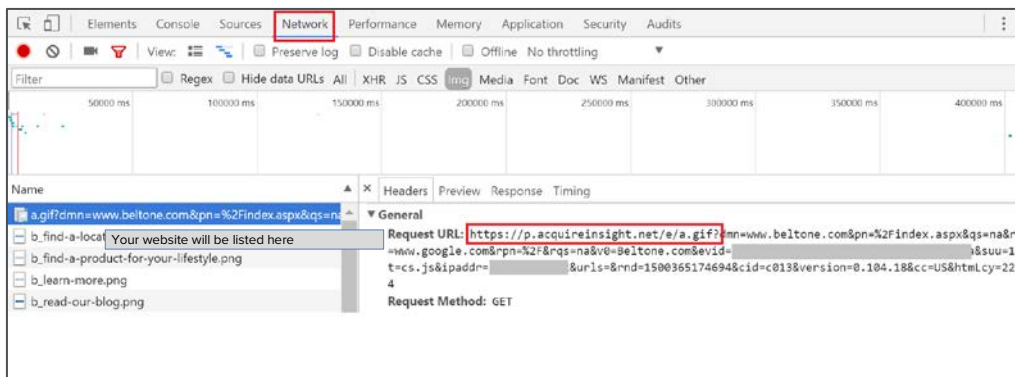 Elements Console Sources Network Performance Memory Application Security Audits
View: Preserve log Disable cache Offline No throttling
Filter Regex Hide data URLs All XHR JS CSS Img Media Font Doc WS Manifest Other
50000 ms 100000 ms 150000 ms 200000 ms 250000 ms 300000 ms 350000 ms 400000 ms
Name
a.gif?dmn=www.beltone.com&pn=%2Findex.aspx&qs=na
b_find-a-locat
Your website will be listed here
b_find-a-product-for-your-lifestyle.png
b_learn-more.png
b_read-our-blog.png
× Headers Preview Response Timing
General
Request URL: https://p.acquireinsight.net/e/a.gif?dmn=www.beltone.com&pn=%2Findex.aspx&qs=na&r
=www.google.com&rpn=%2F&rqs=na&v0=Beltone.com&evid= &suu=1
t=cs.js&ipaddr= &urls=&rnd=1500365174694&cid=c013&version=0.104.18&cc=US&htmLcy=22
4
Request Method: GET